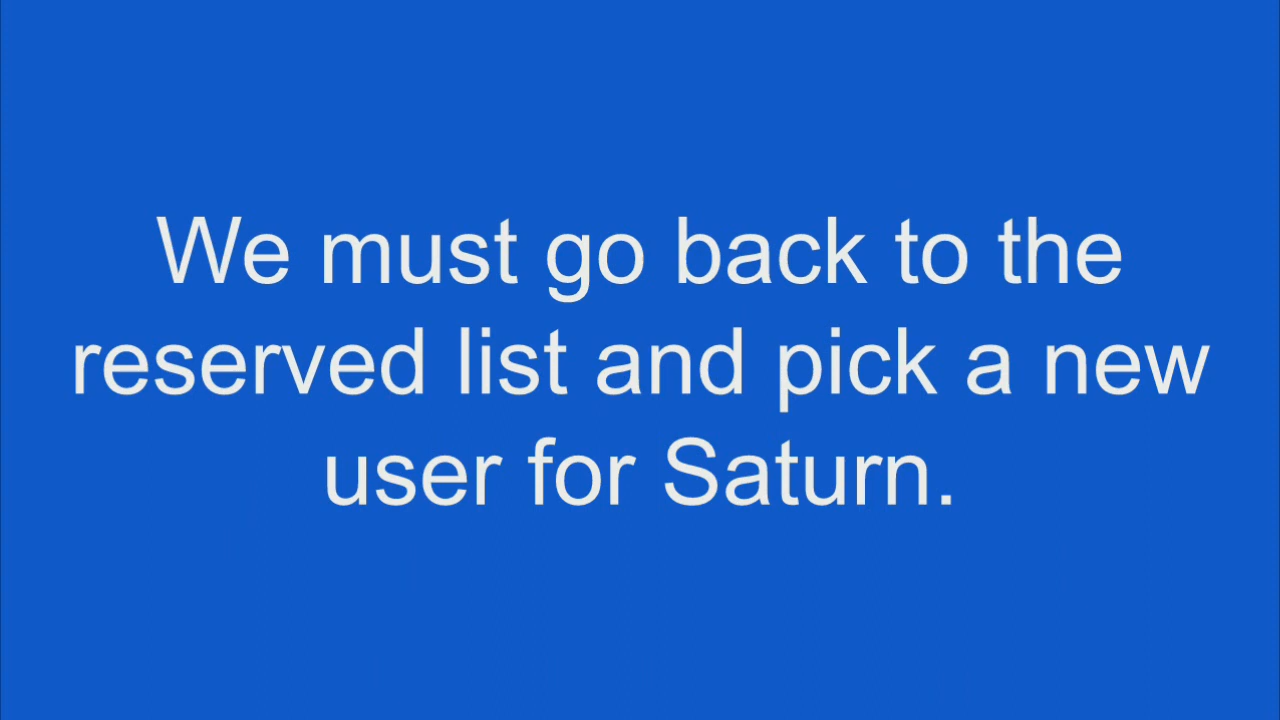 We must go back to the
reserved list and pick a new
user for Saturn.